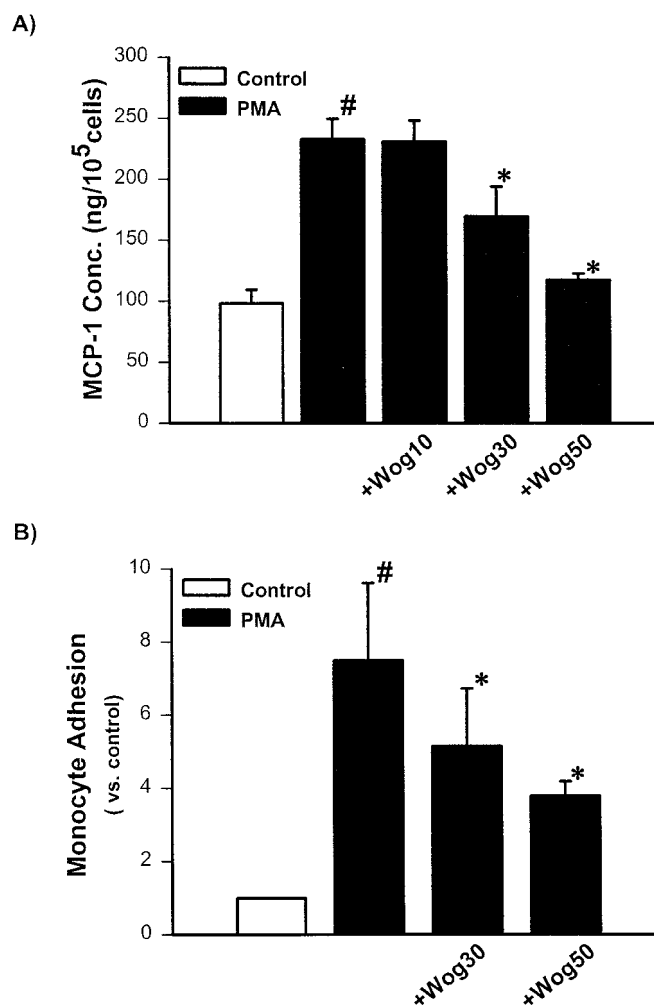 A)
MCP-1 Conc. (ng/10⁵cells)
300
250
200
150
100
50
0
Control
PMA
#
*
*
+Wog10
+Wog30
+Wog50
B)
Monocyte Adhesion
( vs. control)
10
8
6
4
2
0
Control
PMA
#
*
*
+Wog30
+Wog50